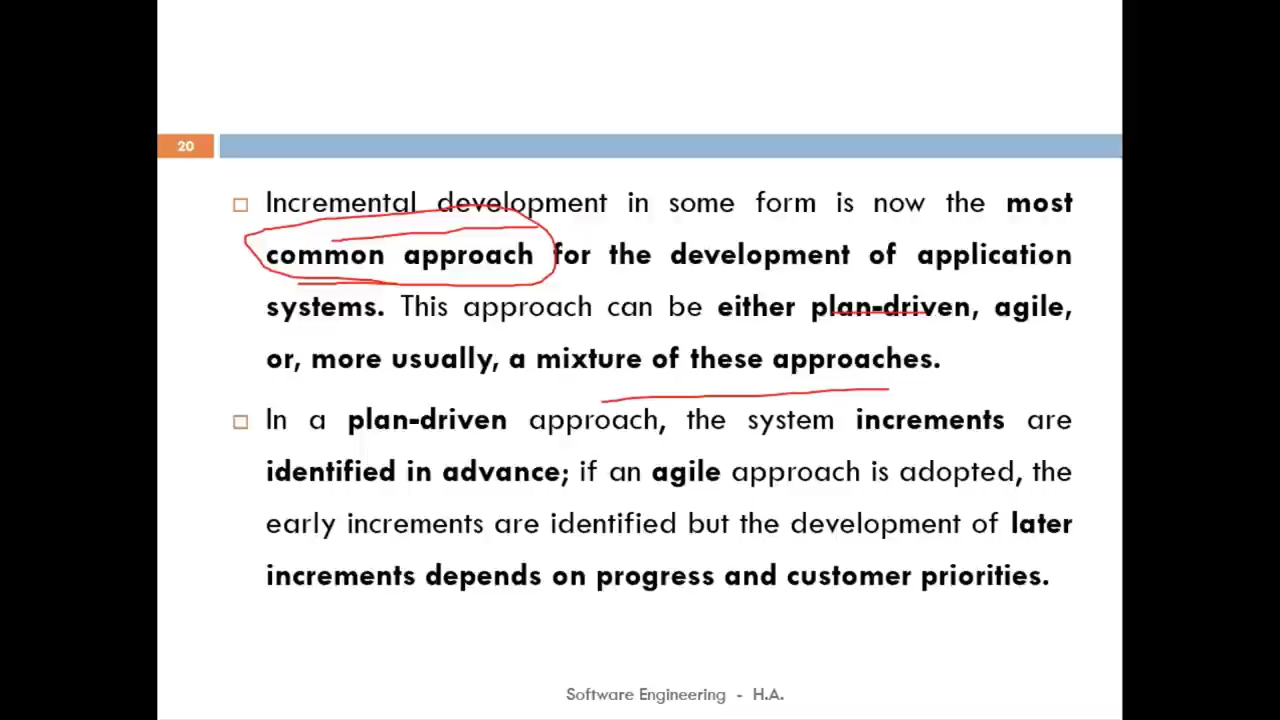 20
Incremental development in some form is now the most
common approach for the development of application
systems. This approach can be either plan-driven, agile,
or, more usually, a mixture of these approaches.
In a plan-driven approach, the system increments are
identified in advance; if an agile approach is adopted, the
early increments are identified but the development of later
increments depends on progress and customer priorities.
Software Engineering - H.A.